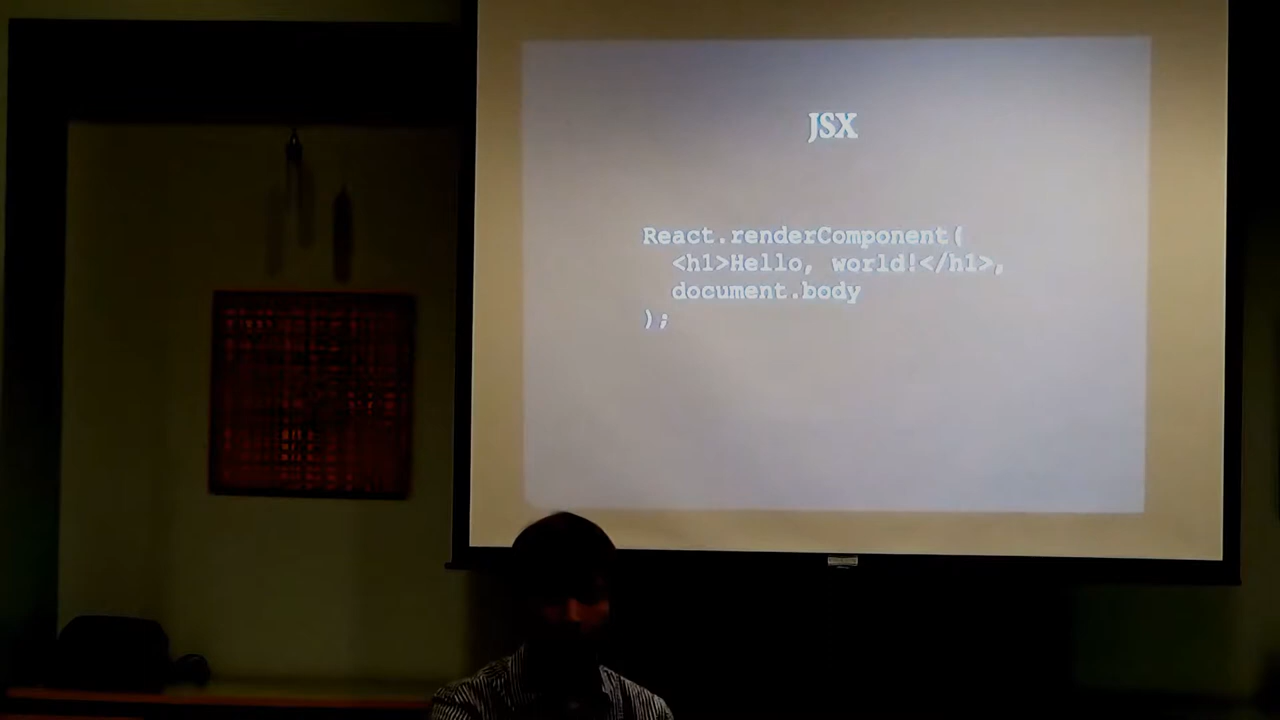 JSX
React.renderComponent(
<h1>Hello, world!</h1>,
document.body
);